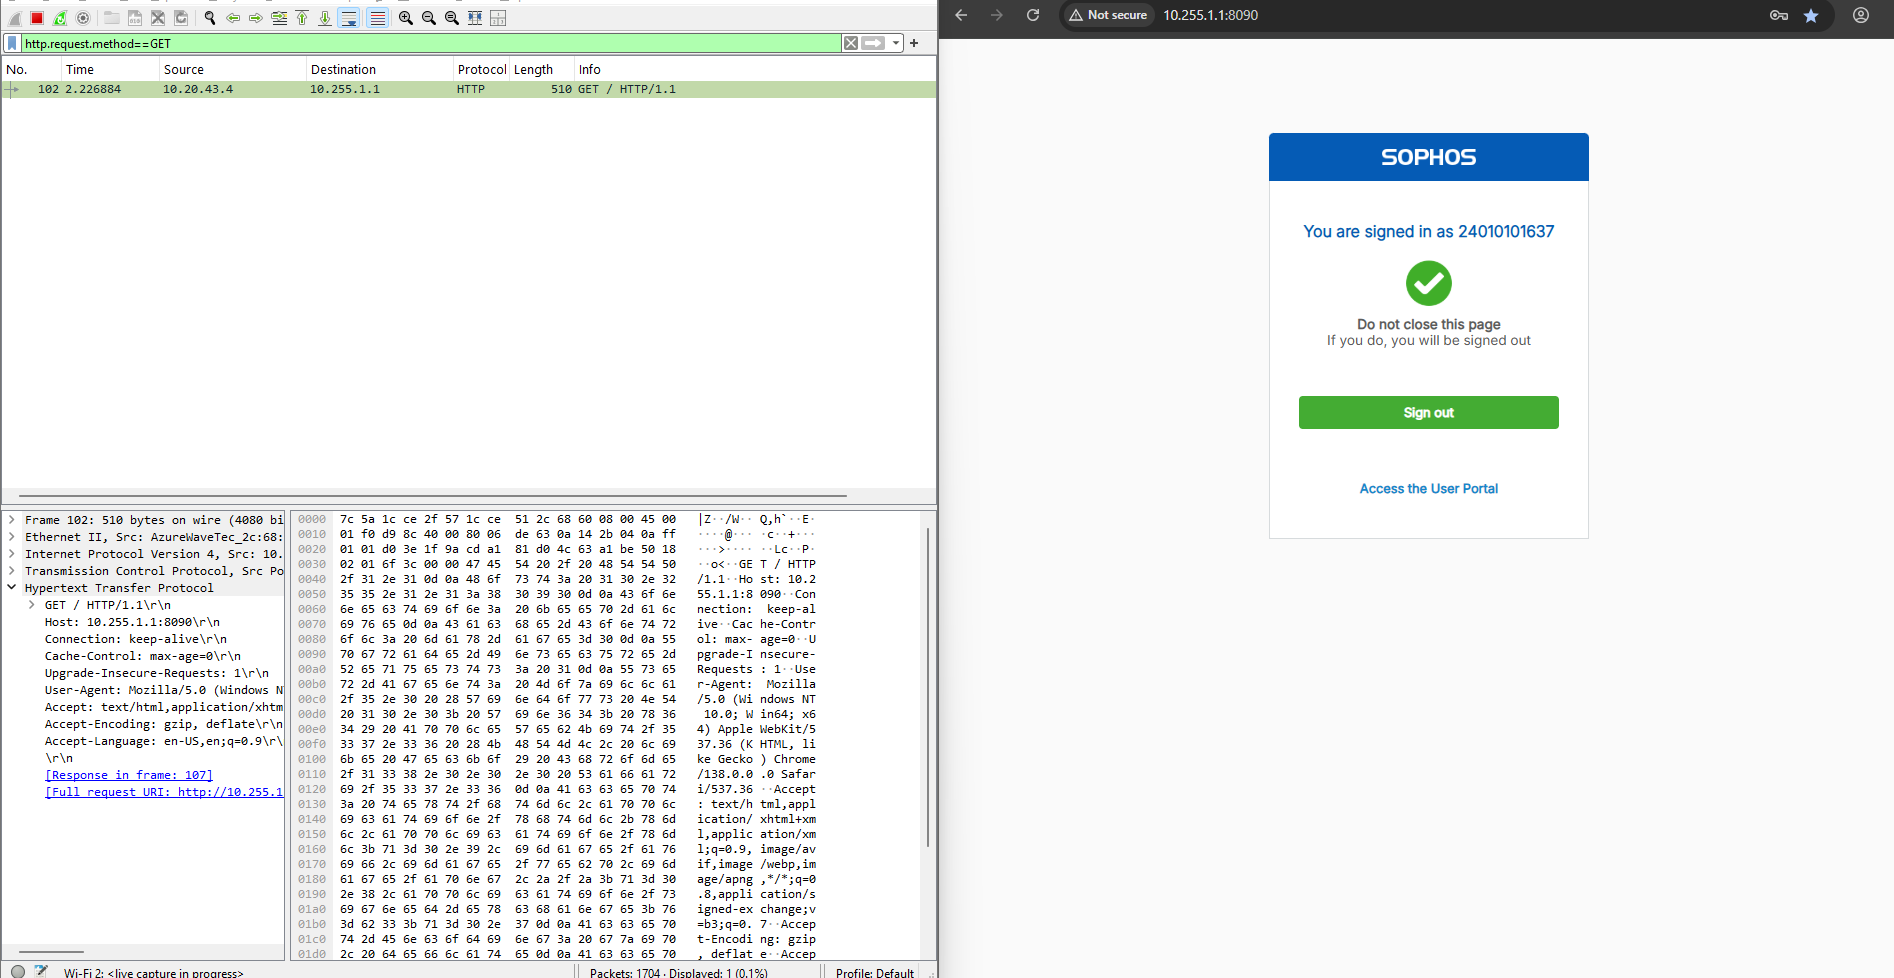 http.request.method==GET
No. Time Source Destination Protocol Length Info
102 2.226884 10.20.43.4 10.255.1.1 HTTP 510 GET / HTTP/1.1
Frame 102: 510 bytes on wire (4080 bi
Ethernet II, Src: AzureWaveTec_2c:68:
Internet Protocol Version 4, Src: 10.
Transmission Control Protocol, Src Po
Hypertext Transfer Protocol
GET / HTTP/1.1\r\n
Host: 10.255.1.1:8090\r\n
Connection: keep-alive\r\n
Cache-Control: max-age=0\r\n
Upgrade-Insecure-Requests: 1\r\n
User-Agent: Mozilla/5.0 (Windows N
Accept: text/html,application/xhtm
Accept-Encoding: gzip, deflate\r\n
Accept-Language: en-US,en;q=0.9\r\
\r\n
[Response in frame: 107]
[Full request URI: http://10.255.1
0000 7c 5a 1c ce 2f 57 1c ce 51 2c 68 60 08 00 45 00 |Z··/W·· Q,h`··E·
0010 01 f0 d9 8c 40 00 80 06 de 63 0a 14 2b 04 0a ff ····@··· ·c··+···
0020 01 01 d0 3e 1f 9a cd a1 81 d0 4c 63 a1 be 50 18 ···>···· ··Lc··P·
0030 02 01 6f 3c 00 00 47 45 54 20 2f 20 48 54 54 50 ··o<··GE T / HTTP
0040 2f 31 2e 31 0d 0a 48 6f 73 74 3a 20 31 30 2e 32 /1.1··Ho st: 10.2
0050 35 35 2e 31 2e 31 3a 38 30 39 30 0d 0a 43 6f 6e 55.1.1:8 090··Con
0060 6e 65 63 74 69 6f 6e 3a 20 6b 65 65 70 2d 61 6c nection: keep-al
0070 69 76 65 0d 0a 43 61 63 68 65 2d 43 6f 6e 74 72 ive··Cac he-Contr
0080 6f 6c 3a 20 6d 61 78 2d 61 67 65 3d 30 0d 0a 55 ol: max- age=0··U
0090 70 67 72 61 64 65 2d 49 6e 73 65 63 75 72 65 2d pgrade-I nsecure-
00a0 52 65 71 75 65 73 74 73 3a 20 31 0d 0a 55 73 65 Requests : 1··Use
00b0 72 2d 41 67 65 6e 74 3a 20 4d 6f 7a 69 6c 6c 61 r-Agent: Mozilla
00c0 2f 35 2e 30 20 28 57 69 6e 64 6f 77 73 20 4e 54 /5.0 (Wi ndows NT
00d0 20 31 30 2e 30 3b 20 57 69 6e 36 34 3b 20 78 36 10.0; W in64; x6
00e0 34 29 20 41 70 70 6c 65 57 65 62 4b 69 74 2f 35 4) Apple WebKit/5
00f0 33 37 2e 33 36 20 28 4b 48 54 4d 4c 2c 20 6c 69 37.36 (K HTML, li
0100 6b 65 20 47 65 63 6b 6f 29 20 43 68 72 6f 6d 65 ke Gecko ) Chrome
0110 2f 31 33 38 2e 30 2e 30 2e 30 20 53 61 66 61 72 /138.0.0 .0 Safar
0120 69 2f 35 33 37 2e 33 36 0d 0a 41 63 63 65 70 74 i/537.36 ··Accept
0130 3a 20 74 65 78 74 2f 68 74 6d 6c 2c 61 70 70 6c : text/h tml,appl
0140 69 63 61 74 69 6f 6e 2f 78 68 74 6d 6c 2b 78 6d ication/ xhtml+xm
0150 6c 2c 61 70 70 6c 69 63 61 74 69 6f 6e 2f 78 6d l,applic ation/xm
0160 6c 3b 71 3d 30 2e 39 2c 69 6d 61 67 65 2f 61 76 l;q=0.9, image/av
0170 69 66 2c 69 6d 61 67 65 2f 77 65 62 70 2c 69 6d if,image /webp,im
0180 61 67 65 2f 61 70 6e 67 2c 2a 2f 2a 3b 71 3d 30 age/apng ,*/*;q=0
0190 2e 38 2c 61 70 70 6c 69 63 61 74 69 6f 6e 2f 73 .8,appli cation/s
01a0 69 67 6e 65 64 2d 65 78 63 68 61 6e 67 65 3b 76 igned-ex change;v
01b0 3d 62 33 3b 71 3d 30 2e 37 0d 0a 41 63 63 65 70 =b3;q=0. 7··Accep
01c0 74 2d 45 6e 63 6f 64 69 6e 67 3a 20 67 7a 69 70 t-Encodi ng: gzip
01d0 2c 20 64 65 66 6c 61 74 65 0d 0a 41 63 63 65 70 , deflat e··Accep
Wi-Fi 2: <live capture in progress> Packets: 1704 · Displayed: 1 (0.1%) Profile: Default
Not secure 10.255.1.1:8090
SOPHOS
You are signed in as 24010101637
Do not close this page
If you do, you will be signed out
Sign out
Access the User Portal